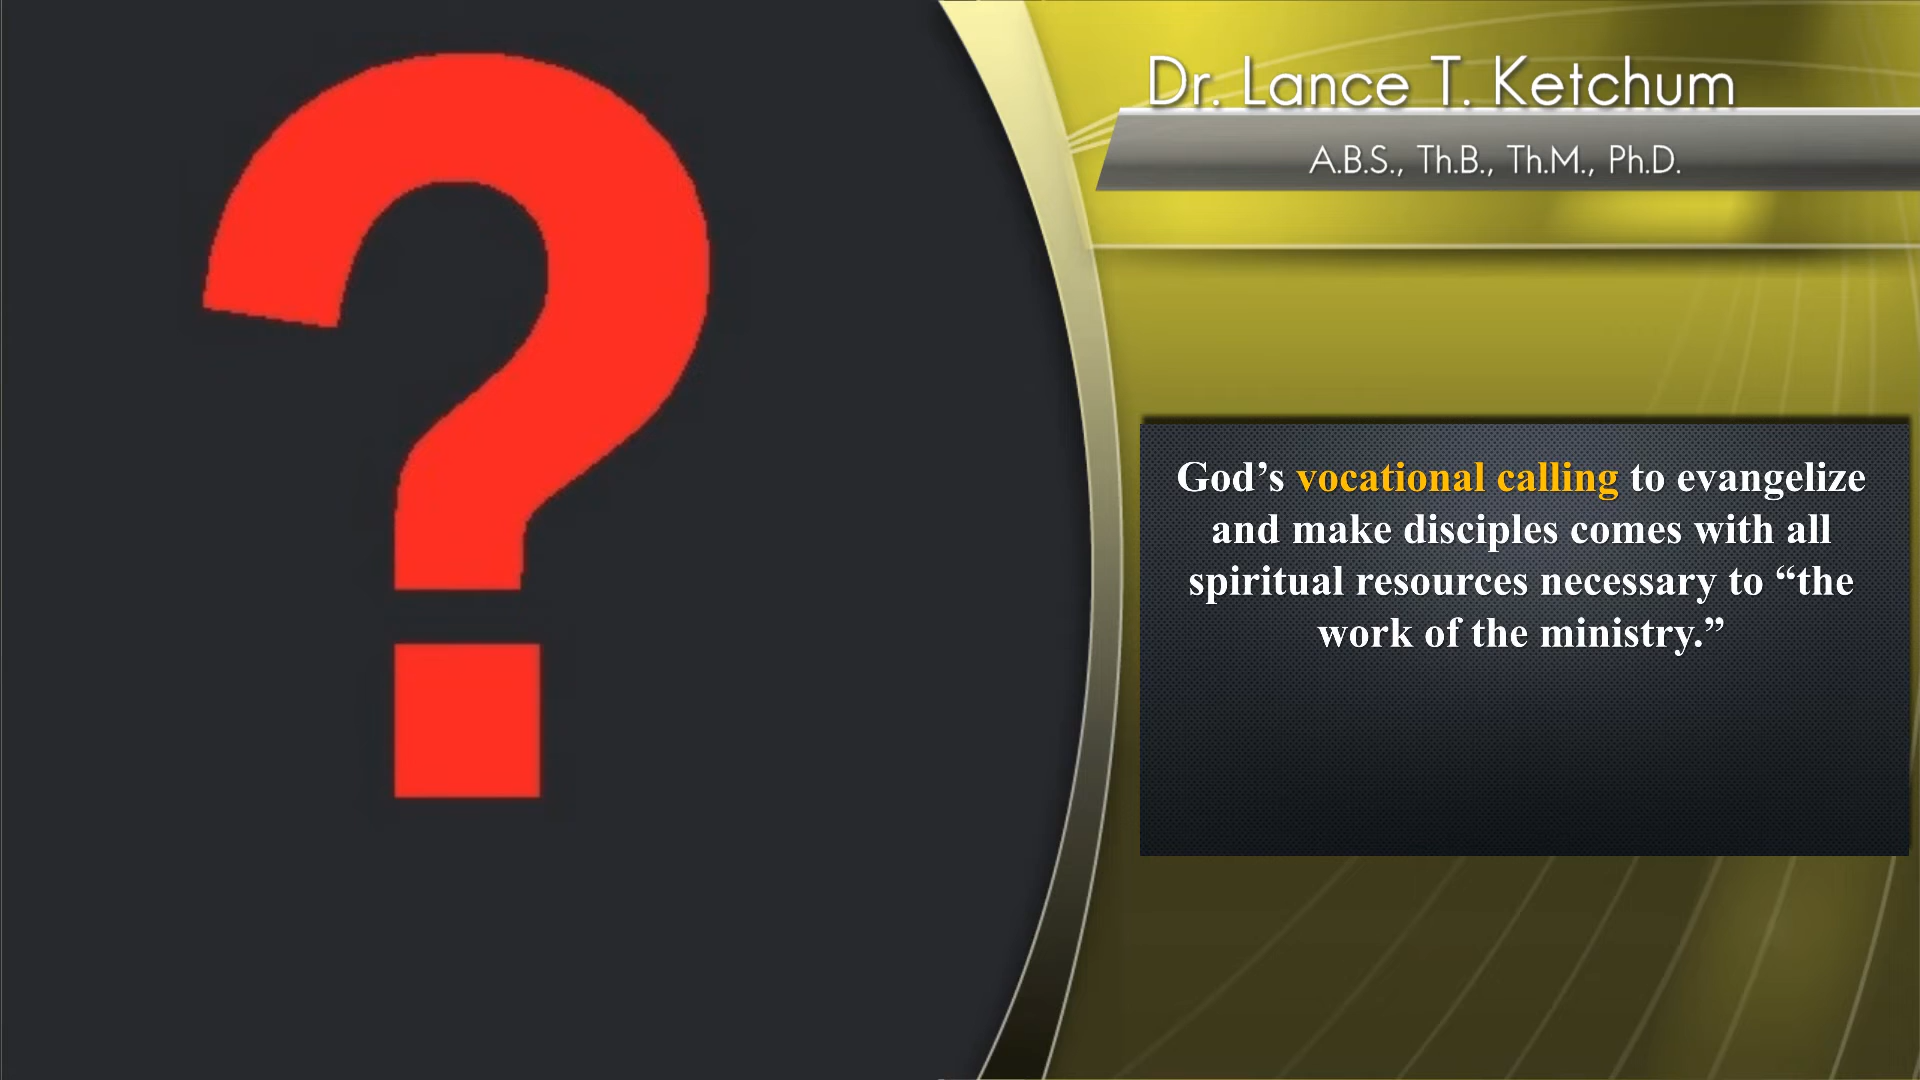 Dr. Lance T. Ketchum
A.B.S., Th.B., Th.M., Ph.D.
God’s vocational calling to evangelize
and make disciples comes with all
spiritual resources necessary to “the
work of the ministry.”